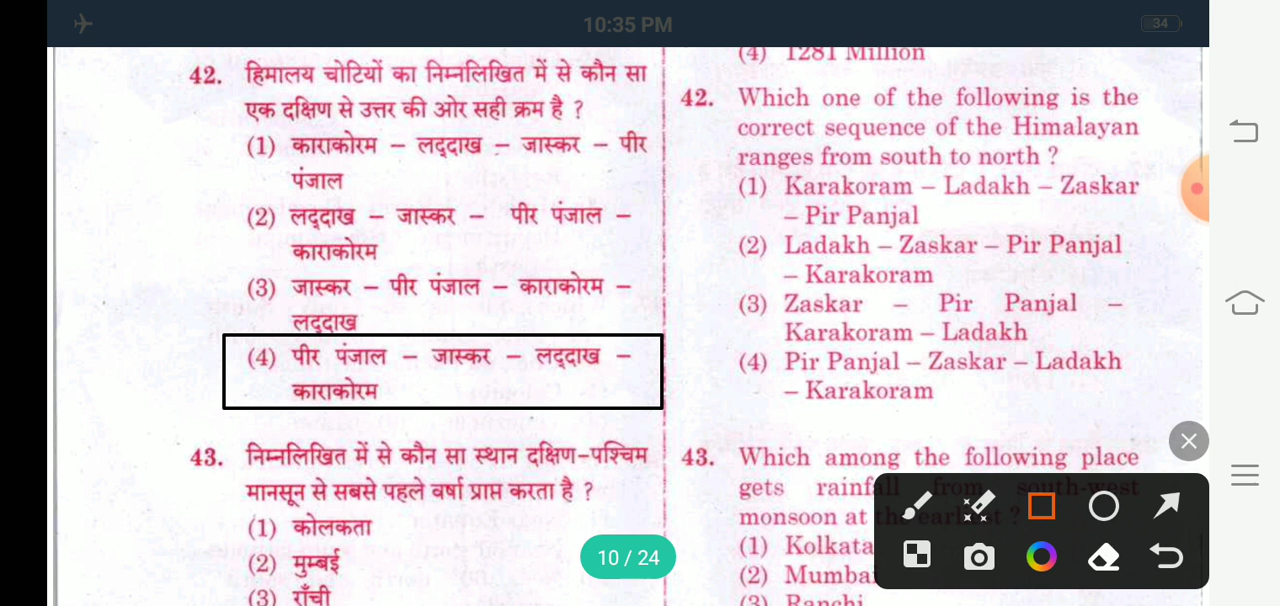 10:35 PM
34
42. हिमालय चोटियों का निम्नलिखित में से कौन सा
एक दक्षिण से उत्तर की ओर सही क्रम है ?
(1) काराकोरम – लद्दाख – जास्कर – पीर
पंजाल
(2) लद्दाख – जास्कर – पीर पंजाल –
काराकोरम
(3) जास्कर – पीर पंजाल – काराकोरम –
लद्दाख
(4) पीर पंजाल – जास्कर – लद्दाख –
काराकोरम
43. निम्नलिखित में से कौन सा स्थान दक्षिण-पश्चिम
मानसून से सबसे पहले वर्षा प्राप्त करता है ?
(1) कोलकता
(2) मुम्बई
(3) राँची
(4) 1281 Million
42. Which one of the following is the
correct sequence of the Himalayan
ranges from south to north ?
(1) Karakoram – Ladakh – Zaskar
– Pir Panjal
(2) Ladakh – Zaskar – Pir Panjal
– Karakoram
(3) Zaskar – Pir Panjal –
Karakoram – Ladakh
(4) Pir Panjal – Zaskar – Ladakh
– Karakoram
43. Which among the following place
gets rainfall from south-west
monsoon at the earliest ?
(1) Kolkata
(2) Mumbai
(3) Ranchi
10 / 24